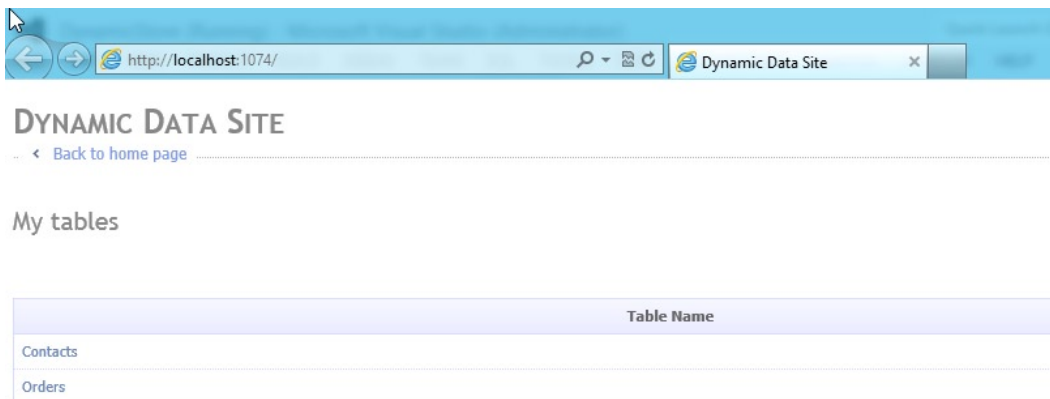 http://localhost:1074/
Dynamic Data Site
DYNAMIC DATA SITE
Back to home page
My tables
Table Name
Contacts
Orders